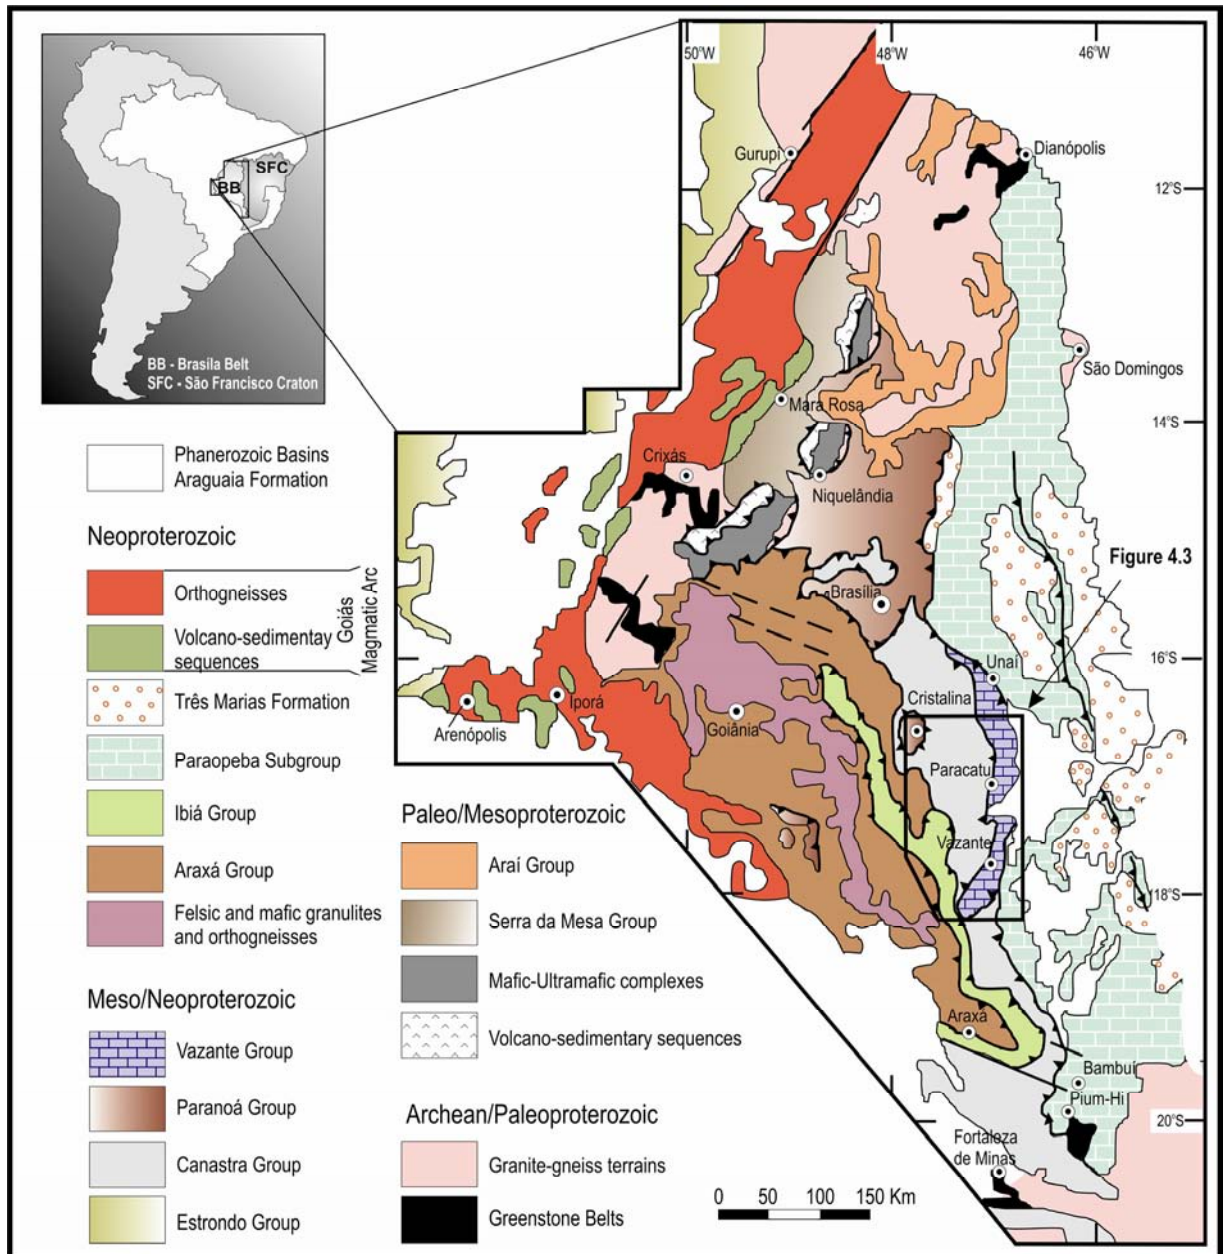 BB
SFC
BB - Brasíla Belt
SFC - São Francisco Craton
Phanerozoic Basins
Araguaia Formation
Neoproterozoic
Orthogneisses
Volcano-sedimentay
sequences
Goiás
Magmatic Arc
Três Marias Formation
Paraopeba Subgroup
Ibiá Group
Araxá Group
Felsic and mafic granulites
and orthogneisses
Meso/Neoproterozoic
Vazante Group
Paranoá Group
Canastra Group
Estrondo Group
Paleo/Mesoproterozoic
Araí Group
Serra da Mesa Group
Mafic-Ultramafic complexes
Volcano-sedimentary sequences
Archean/Paleoproterozoic
Granite-gneiss terrains
Greenstone Belts
50°W
48°W
46°W
Gurupi
Dianópolis
12°S
São Domingos
Mara Rosa
14°S
Crixás
Niquelândia
Figure 4.3
Brasília
16°S
Unaí
Cristalina
Iporá
Arenópolis
Goiânia
Paracatu
Vazante
18°S
Araxá
Bambuí
Pium-Hi
20°S
Fortaleza
de Minas
0 50 100 150 Km